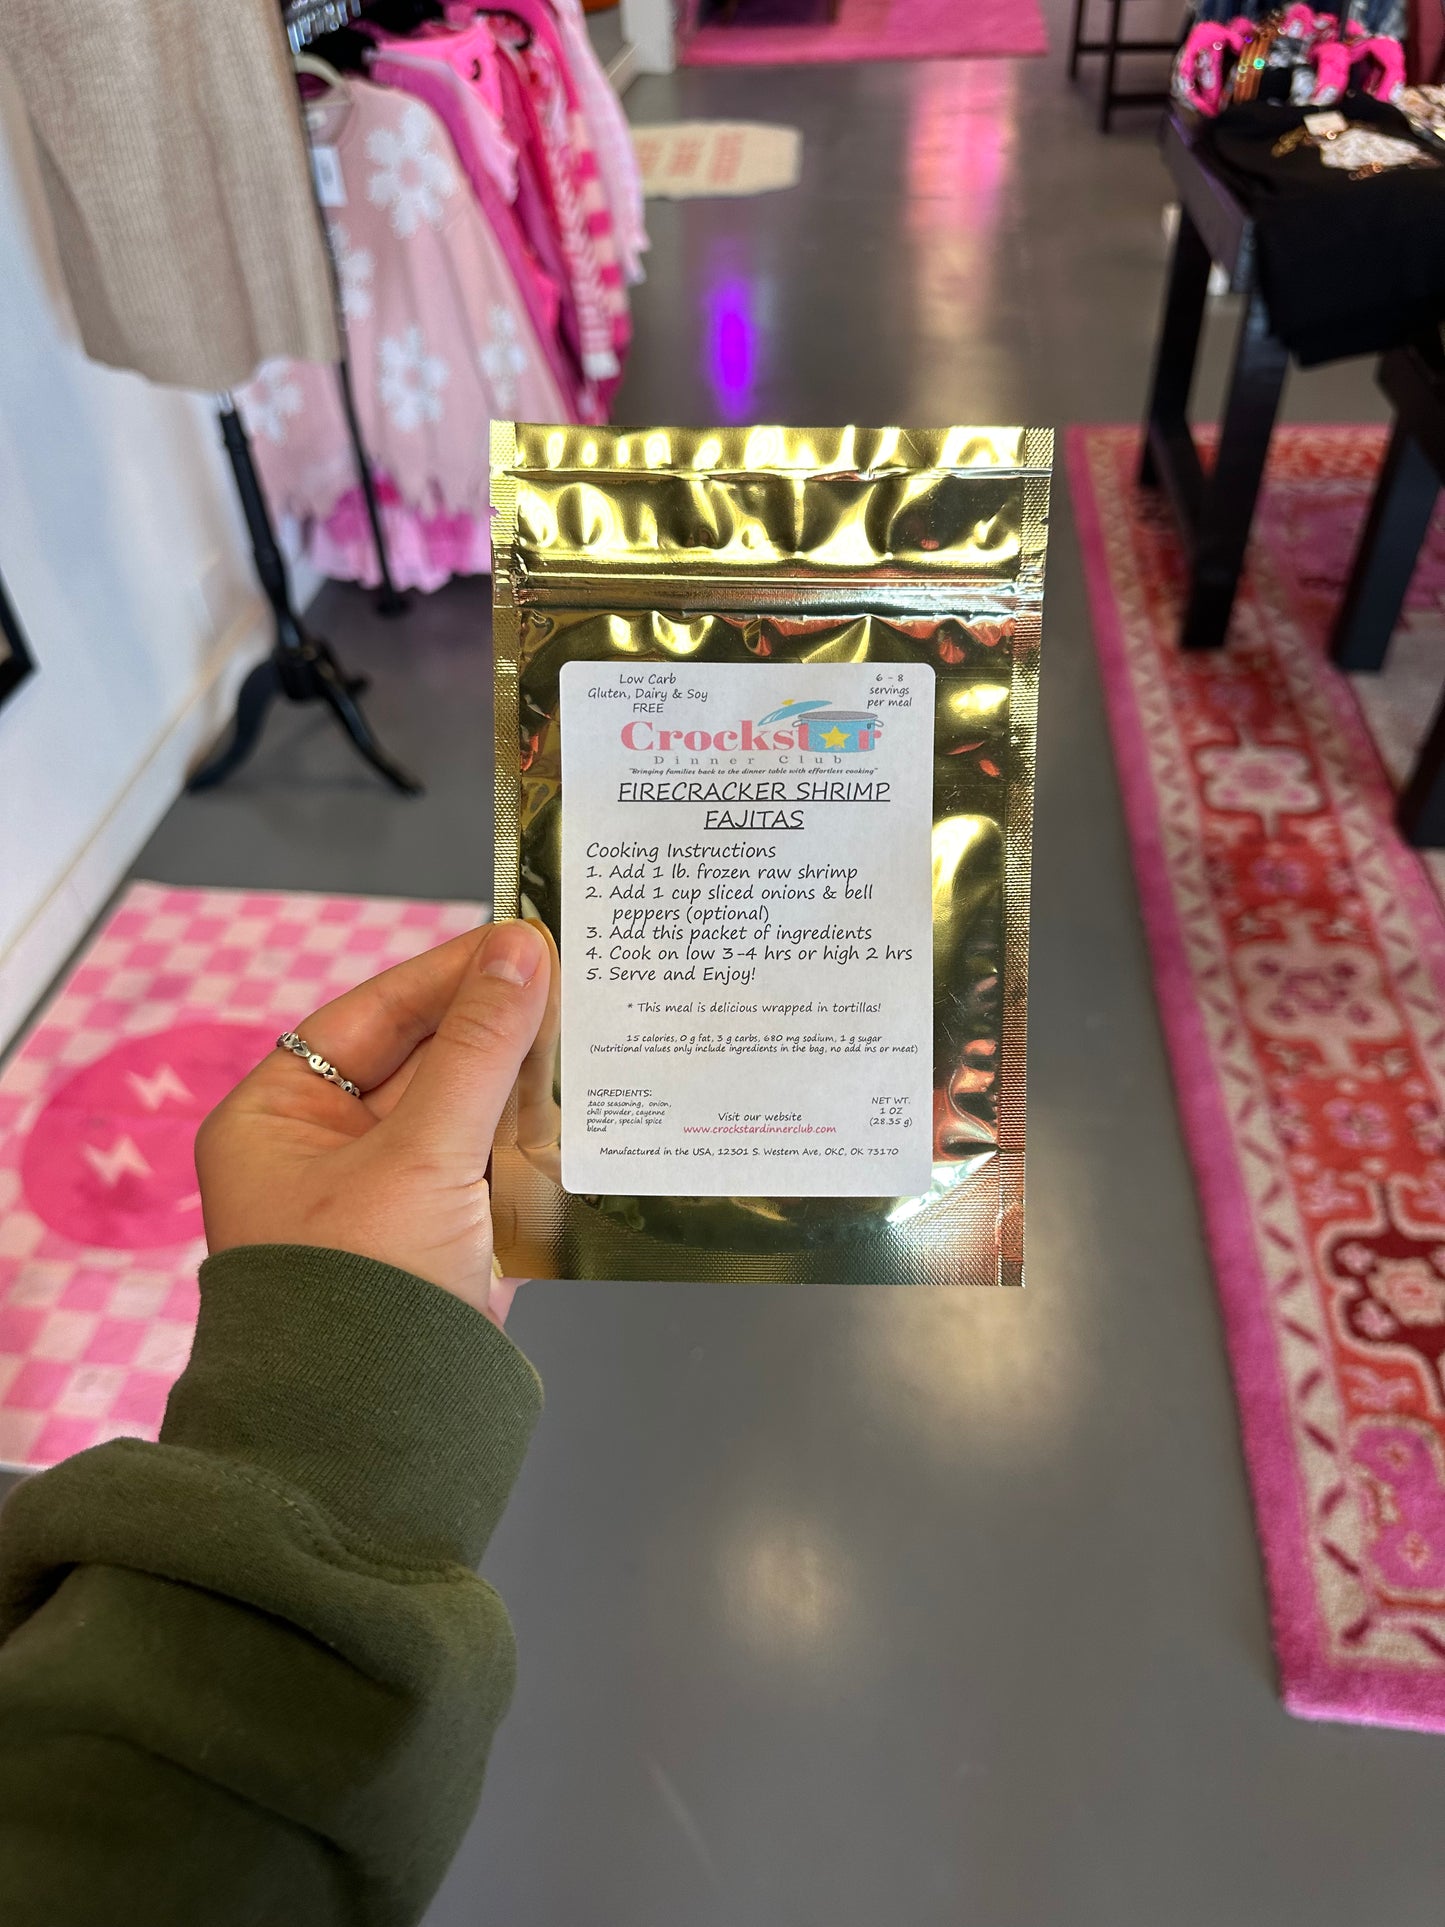 Low Carb
Gluten, Dairy & Soy
FREE
6 - 8
servings
per meal
Crockstar
Dinner Club
"Bringing families back to the dinner table with effortless cooking"
FIRECRACKER SHRIMP
FAJITAS
Cooking Instructions
1. Add 1 lb. frozen raw shrimp
2. Add 1 cup sliced onions & bell
peppers (optional)
3. Add this packet of ingredients
4. Cook on low 3-4 hrs or high 2 hrs
5. Serve and Enjoy!
* This meal is delicious wrapped in tortillas!
15 calories, 0 g fat, 3 g carbs, 680 mg sodium, 1 g sugar
(Nutritional values only include ingredients in the bag, no add ins or meat)
INGREDIENTS:
taco seasoning, onion,
chili powder, cayenne
powder, special spice
blend
Visit our website
www.crockstardinnerclub.com
NET WT.
1 OZ
(28.35 g)
Manufactured in the USA, 12301 S. Western Ave, OKC, OK 73170